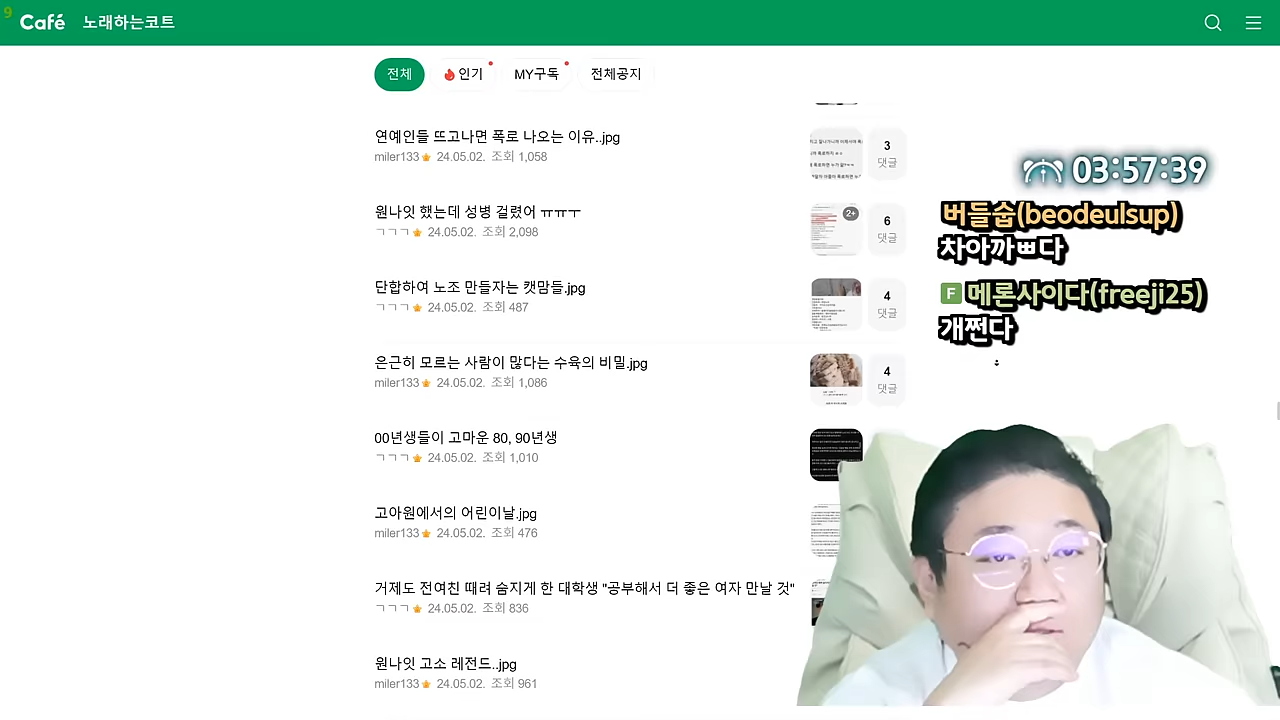 9
Café 노래하는코트
전체 인기 MY구독 전체공지
연예인들 뜨고나면 폭로 나오는 이유..jpg
miler133 24.05.02. 조회 1,058
3
댓글
원나잇 했는데 성병 걸렸어 ㅠㅠㅜ
ㄱㄱㄱ 24.05.02. 조회 2,098
2+
6
댓글
단합하여 노조 만들자는 캣맘들.jpg
ㄱㄱㄱ 24.05.02. 조회 487
4
댓글
은근히 모르는 사람이 많다는 수육의 비밀.jpg
miler133 24.05.02. 조회 1,086
4
댓글
00년생들이 고마운 80, 90년생
ㄱㄱㄱ 24.05.02. 조회 1,010
고아원에서의 어린이날.jpg
miler133 24.05.02. 조회 476
거제도 전여친 때려 숨지게 한 대학생 "공부해서 더 좋은 여자 만날 것"
ㄱㄱㄱ 24.05.02. 조회 836
원나잇 고소 레전드..jpg
miler133 24.05.02. 조회 961
03:57:39
버들숩(beodeulsup)
차아까ㅃ다
F 메론사이다(freeji25)
개쩐다